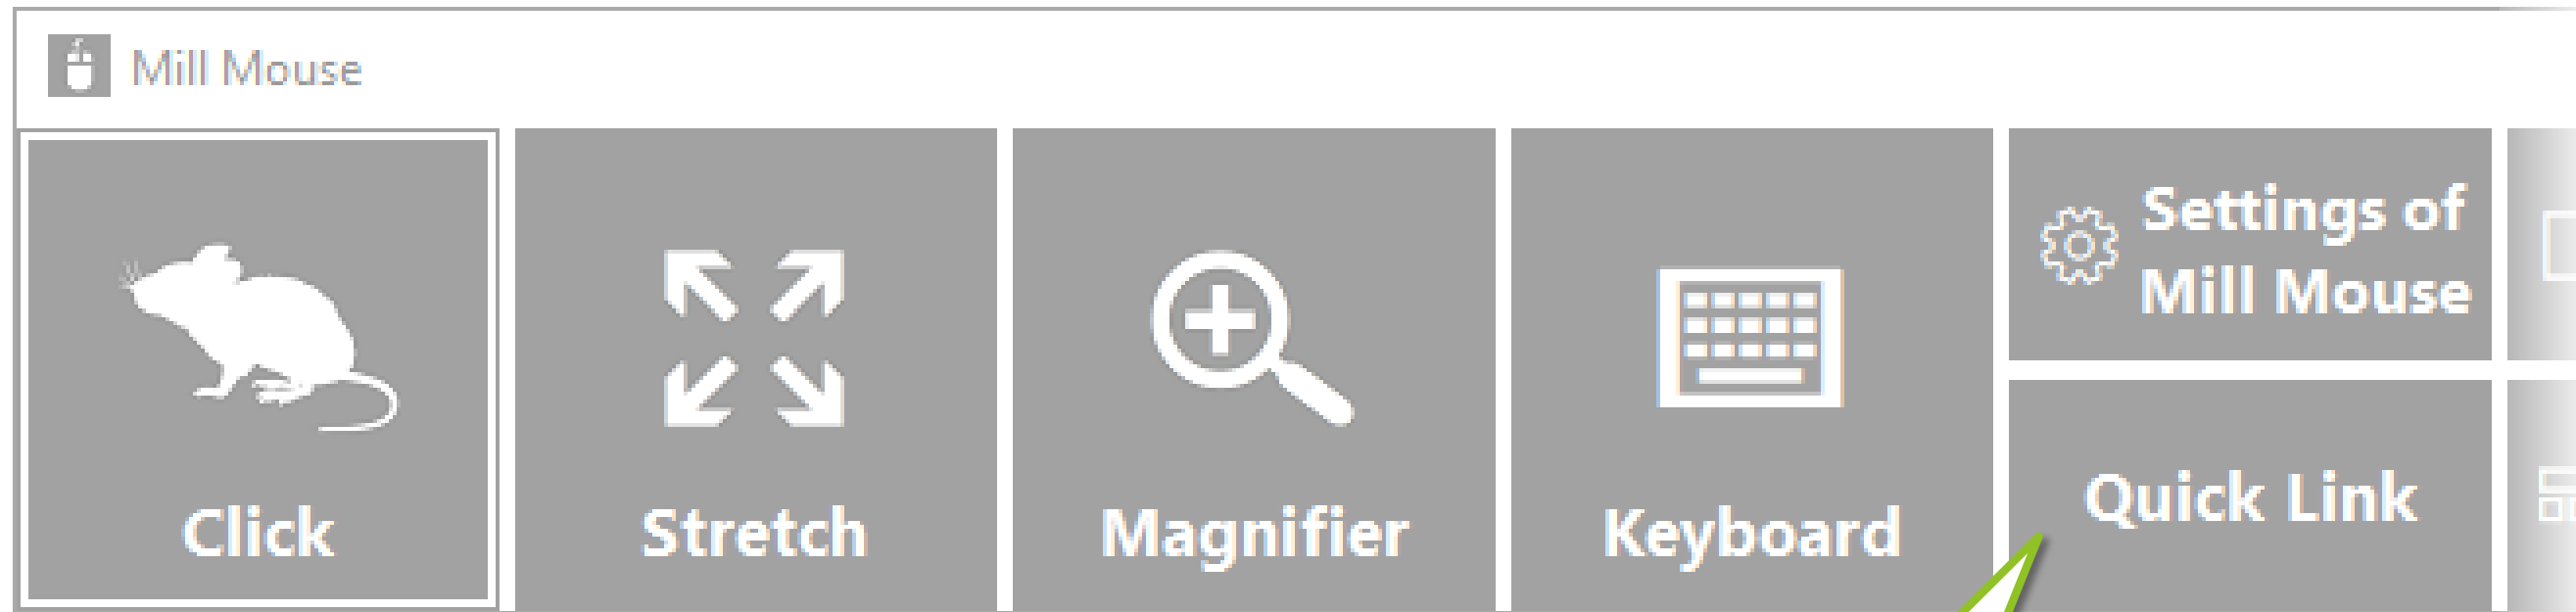 Mill Mouse
Click
Stretch
Magnifier
Keyboard
Settings of
Mill Mouse
Quick Link